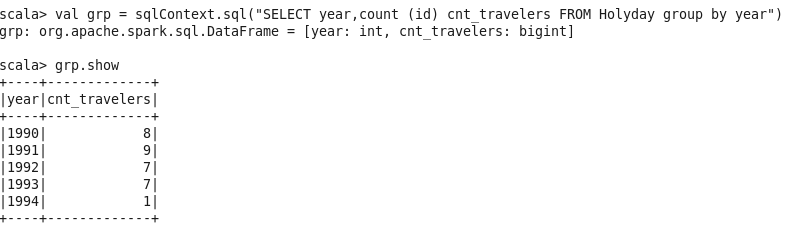 scala> val grp = sqlContext.sql("SELECT year,count (id) cnt_travelers FROM Holyday group by year")
grp: org.apache.spark.sql.DataFrame = [year: int, cnt_travelers: bigint]
scala> grp.show
+----+-------------+
|year|cnt_travelers|
+----+-------------+
|1990|            8|
|1991|            9|
|1992|            7|
|1993|            7|
|1994|            1|
+----+-------------+